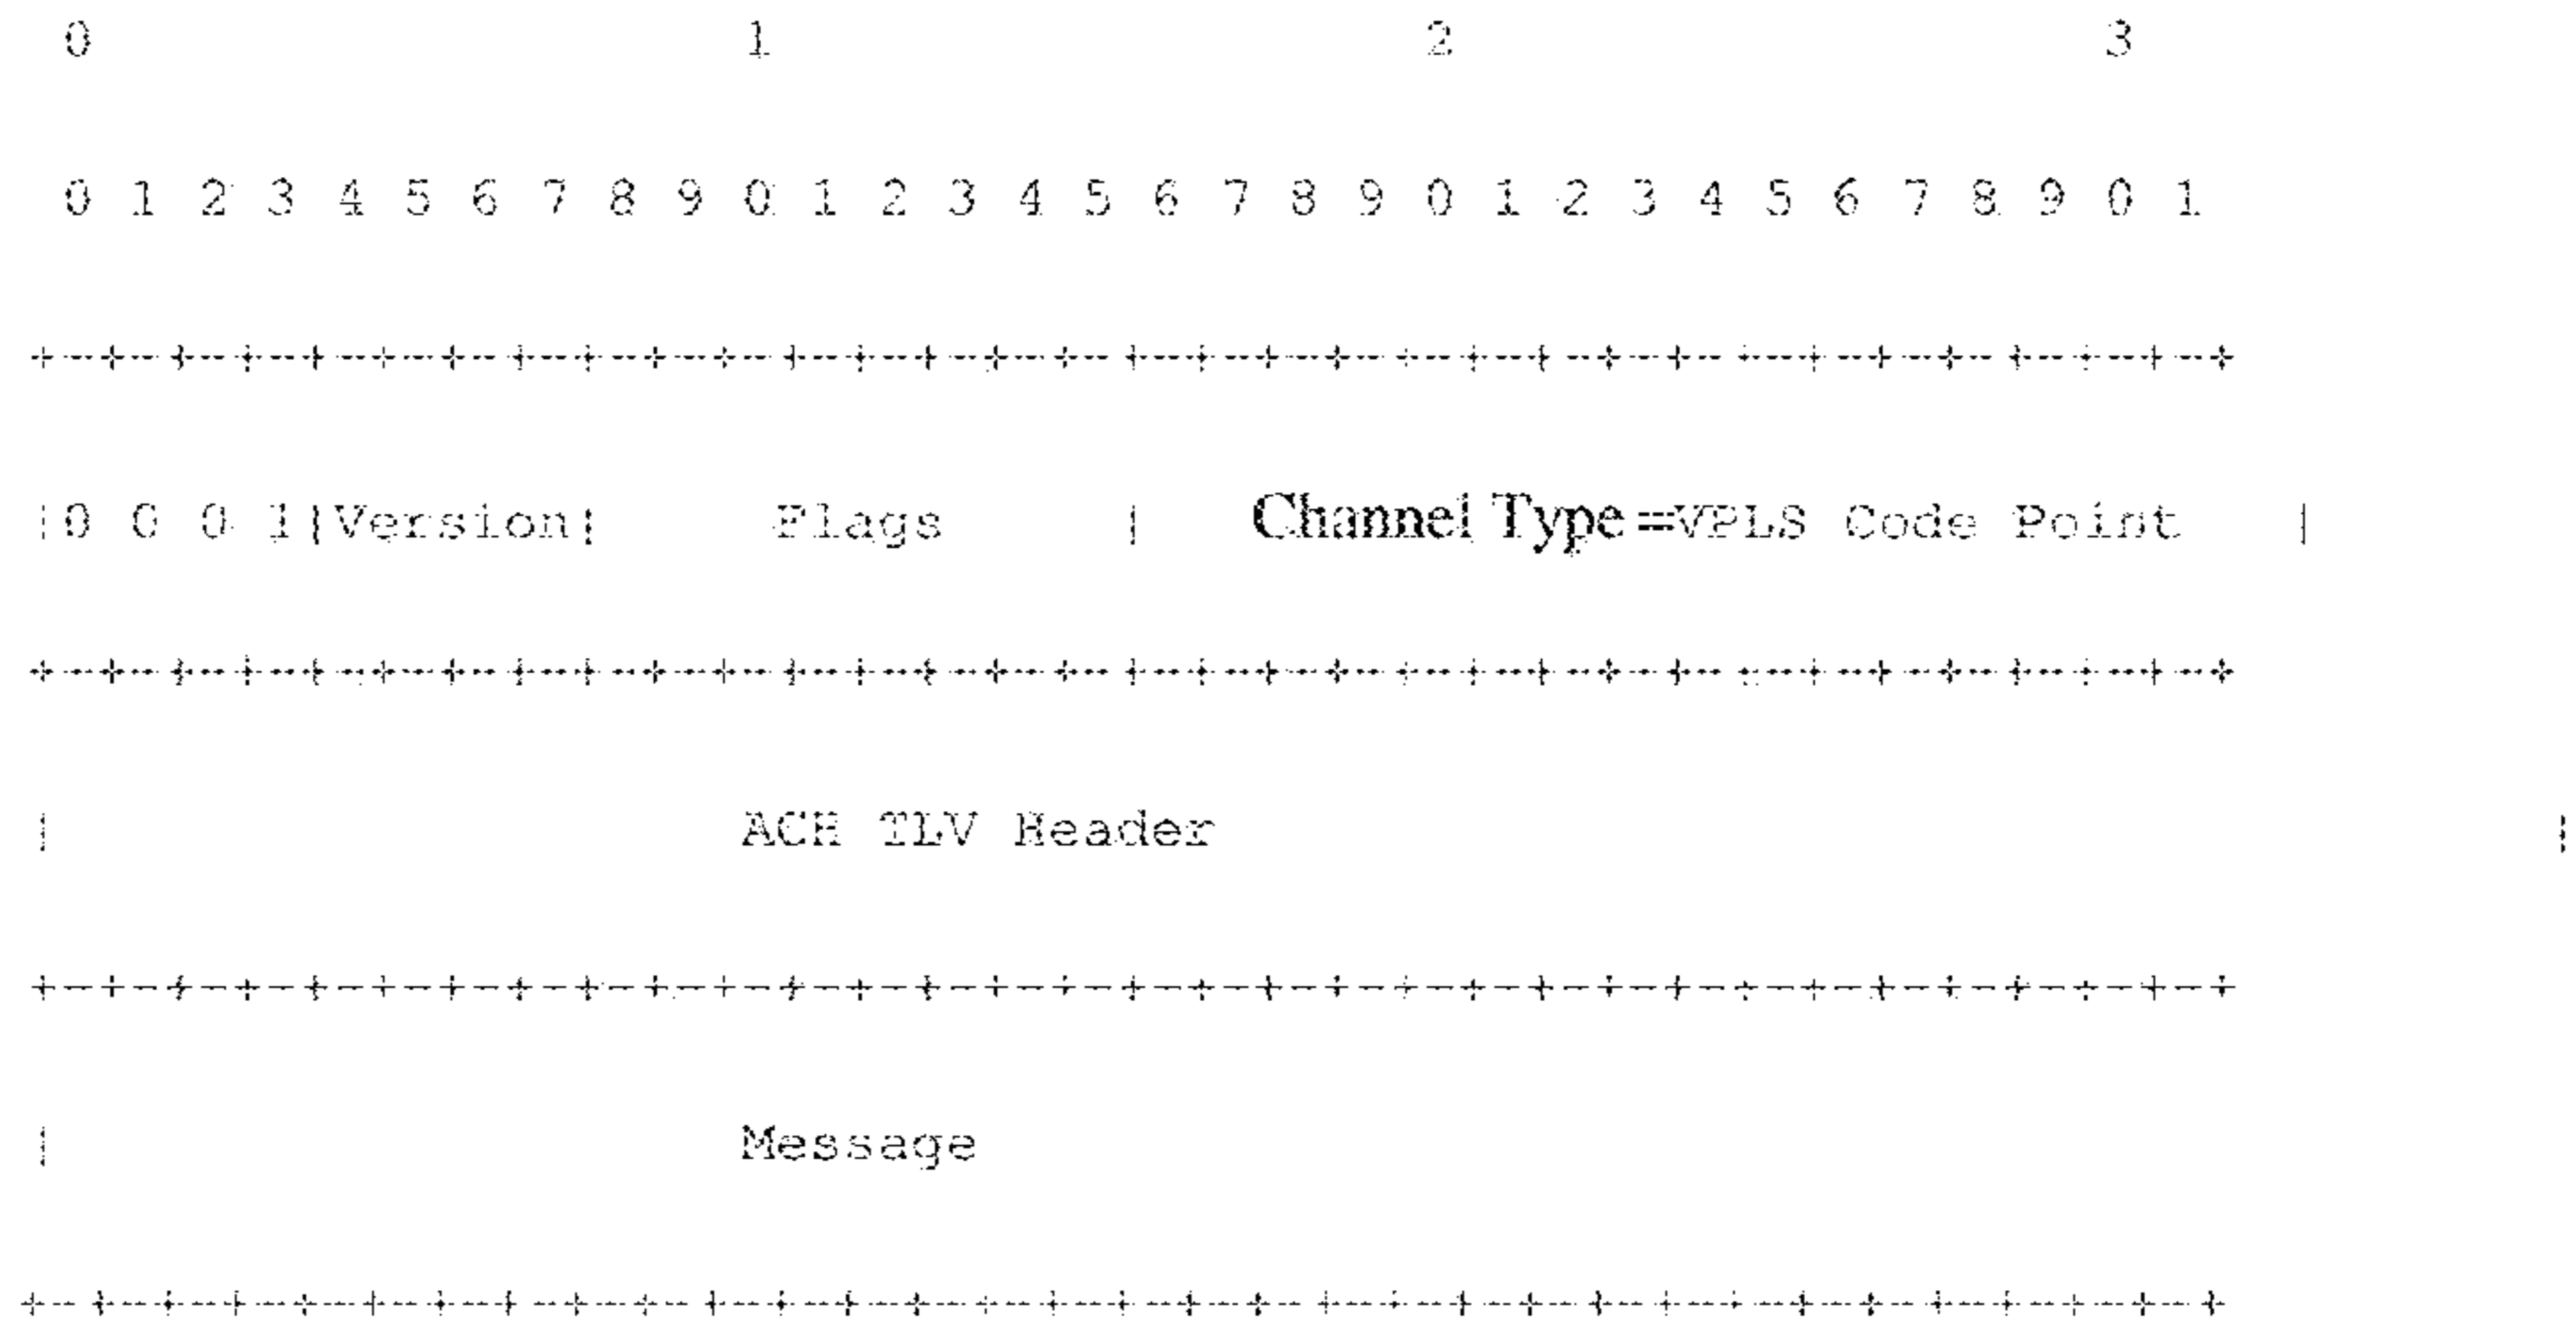 0 1 2 3
0 1 2 3 4 5 6 7 8 9 0 1 2 3 4 5 6 7 8 9 0 1 2 3 4 5 6 7 8 9 0 1
+-+-+-+-+-+-+-+-+-+-+-+-+-+-+-+-+-+-+-+-+-+-+-+-+-+-+-+-+-+-+-+-+
|0 0 0 1|Version| Flags | Channel Type=VPLS Code Point |
+-+-+-+-+-+-+-+-+-+-+-+-+-+-+-+-+-+-+-+-+-+-+-+-+-+-+-+-+-+-+-+-+
| ACH TLV Header |
+-+-+-+-+-+-+-+-+-+-+-+-+-+-+-+-+-+-+-+-+-+-+-+-+-+-+-+-+-+-+-+-+
| Message
+-+-+-+-+-+-+-+-+-+-+-+-+-+-+-+-+-+-+-+-+-+-+-+-+-+-+-+-+-+-+-+-+